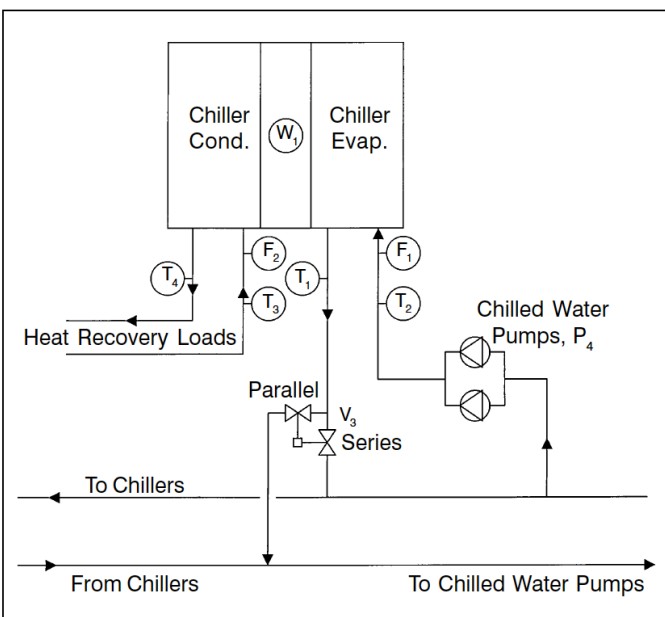 Chiller
Cond.
W1
Chiller
Evap.
T4
F2
T3
T1
F1
T2
Heat Recovery Loads
Chilled Water
Pumps, P4
Parallel
V3
Series
To Chillers
From Chillers
To Chilled Water Pumps